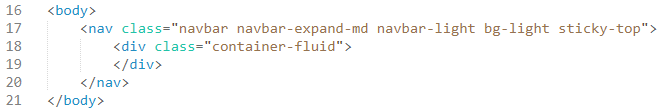 16 <body>
17 <nav class="navbar navbar-expand-md navbar-light bg-light sticky-top">
18 <div class="container-fluid">
19 </div>
20 </nav>
21 </body>